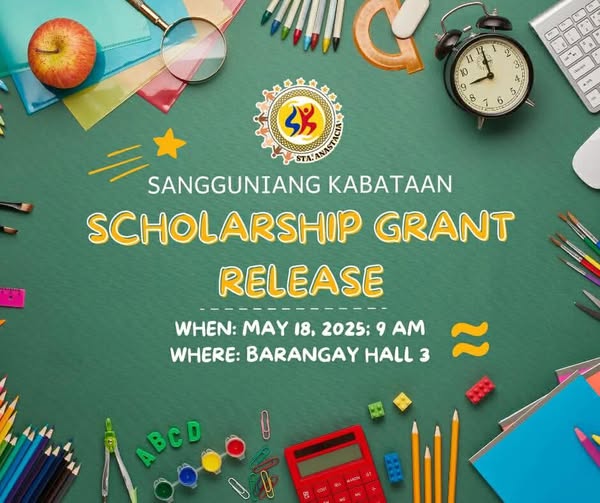 STA. ANASTACIA
SANGGUNIANG KABATAAN
SCHOLARSHIP GRANT
RELEASE
WHEN: MAY 18, 2025; 9 AM
WHERE: BARANGAY HALL 3
ABCD